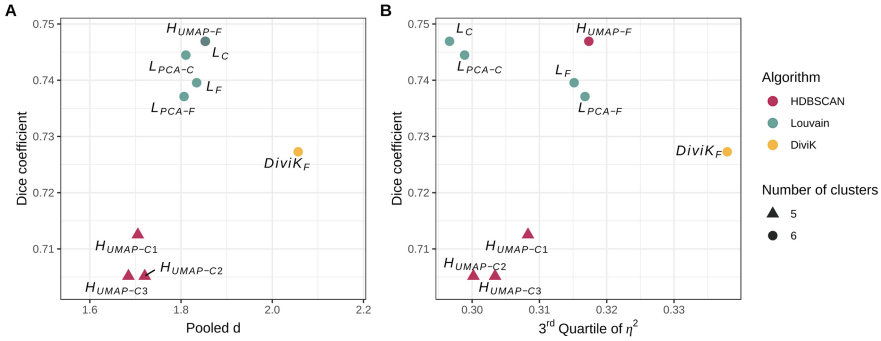 A
B
0.75
0.74
0.73
0.72
0.71
Dice coefficient
H_UMAP−F
L_C
L_PCA−C
L_F
L_PCA−F
DiviK_F
H_UMAP−C1
H_UMAP−C2
H_UMAP−C3
1.6 1.8 2.0 2.2
Pooled d
0.75
0.74
0.73
0.72
0.71
Dice coefficient
L_C
H_UMAP−F
L_PCA−C
L_F
L_PCA−F
DiviK_F
H_UMAP−C1
H_UMAP−C2
H_UMAP−C3
0.30 0.31 0.32 0.33
3rd Quartile of η²
Algorithm
HDBSCAN
Louvain
DiviK
Number of clusters
5
6